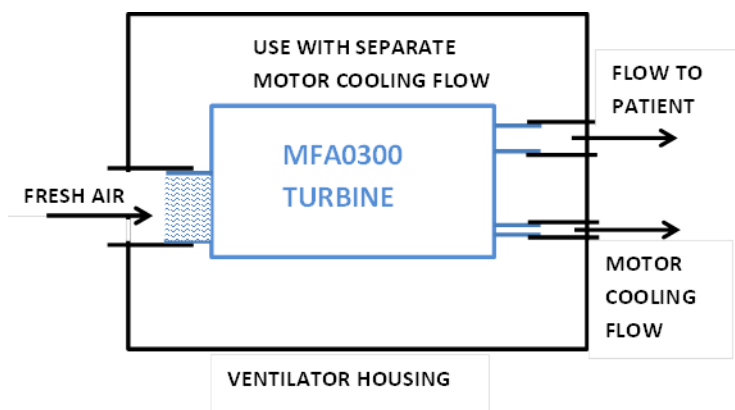 USE WITH SEPARATE
MOTOR COOLING FLOW
FLOW TO
PATIENT
MFA0300
TURBINE
FRESH AIR
MOTOR
COOLING
FLOW
VENTILATOR HOUSING